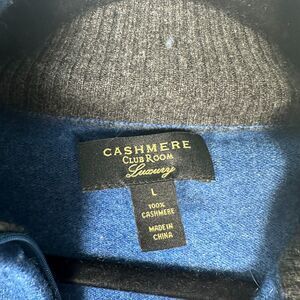 CASHMERE
CLUB ROOM
Luxury
L
100%
CASHMERE
MADE IN
CHINA